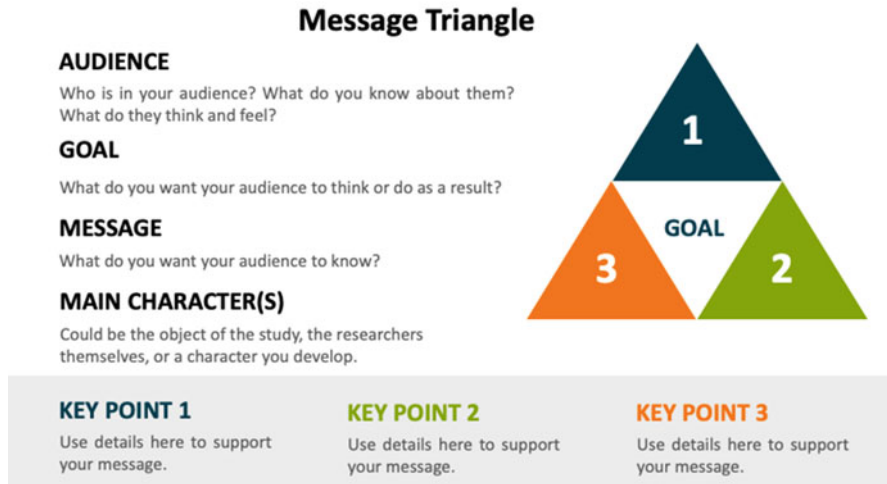 Message Triangle
AUDIENCE
Who is in your audience? What do you know about them?
What do they think and feel?
GOAL
What do you want your audience to think or do as a result?
MESSAGE
What do you want your audience to know?
MAIN CHARACTER(S)
Could be the object of the study, the researchers
themselves, or a character you develop.
1
GOAL
3
2
KEY POINT 1
Use details here to support
your message.
KEY POINT 2
Use details here to support
your message.
KEY POINT 3
Use details here to support
your message.